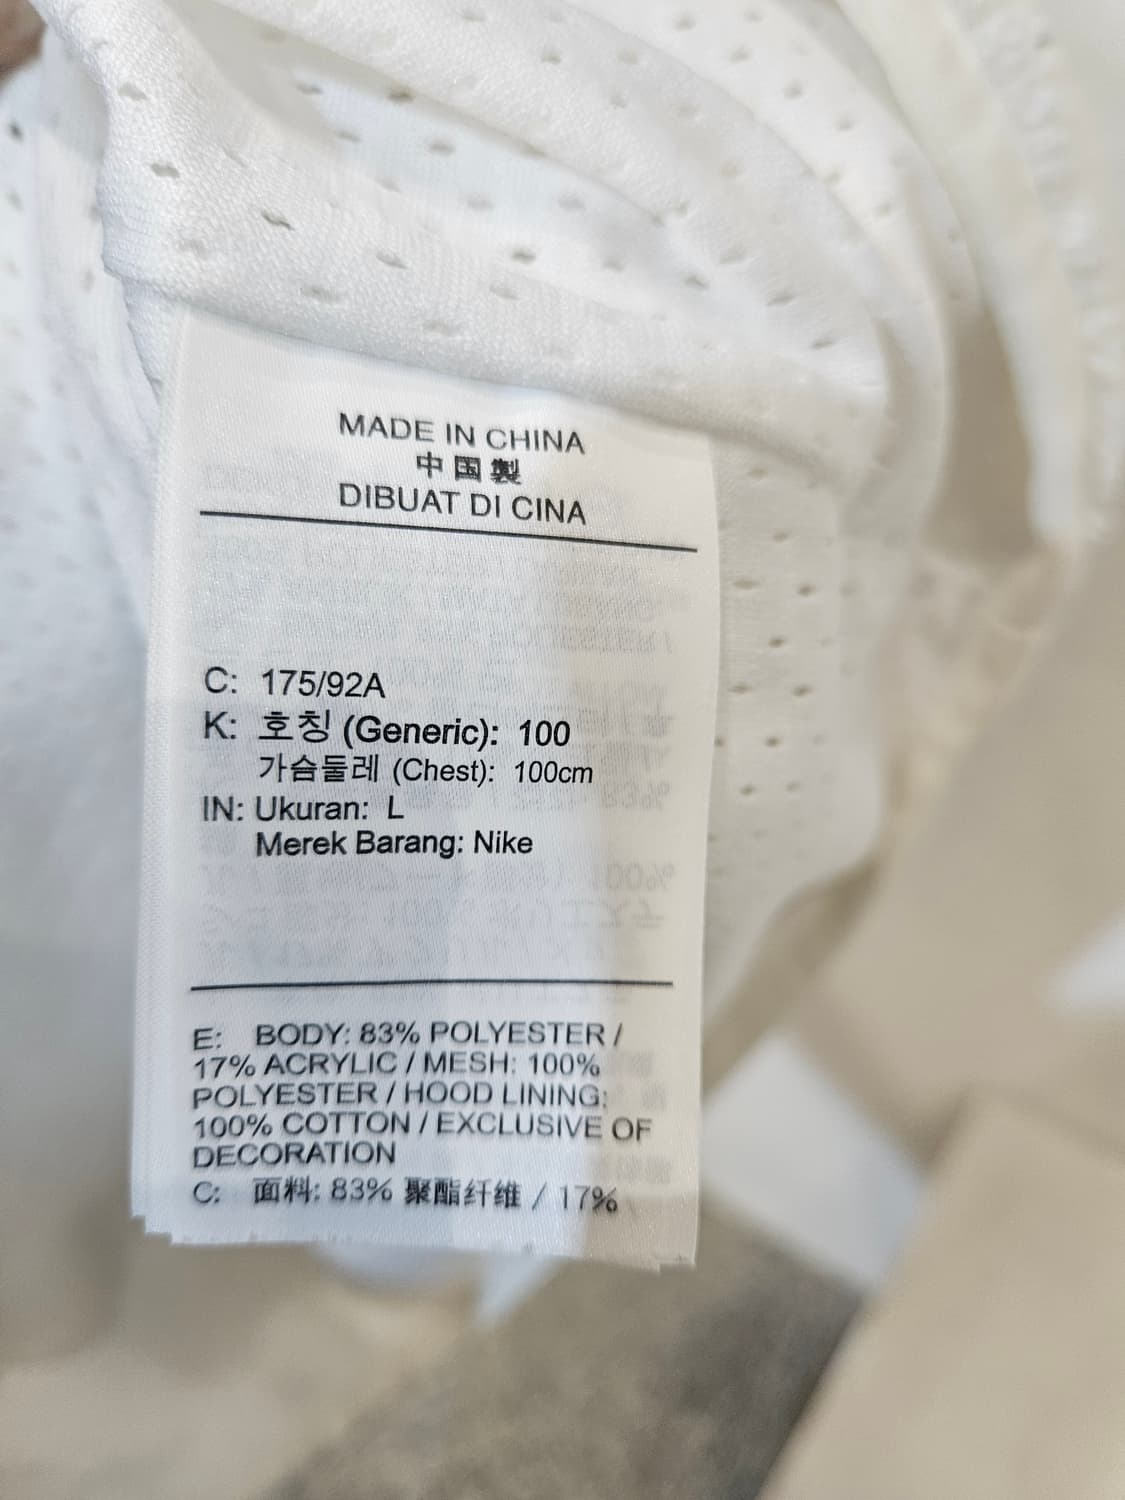 MADE IN CHINA
中国製
DIBUAT DI CINA
C: 175/92A
K: 호칭 (Generic): 100
가슴둘레 (Chest): 100cm
IN: Ukuran: L
Merek Barang: Nike
E: BODY: 83% POLYESTER /
17% ACRYLIC / MESH: 100%
POLYESTER / HOOD LINING:
100% COTTON / EXCLUSIVE OF
DECORATION
C: 面料: 83% 聚酯纤维 / 17%